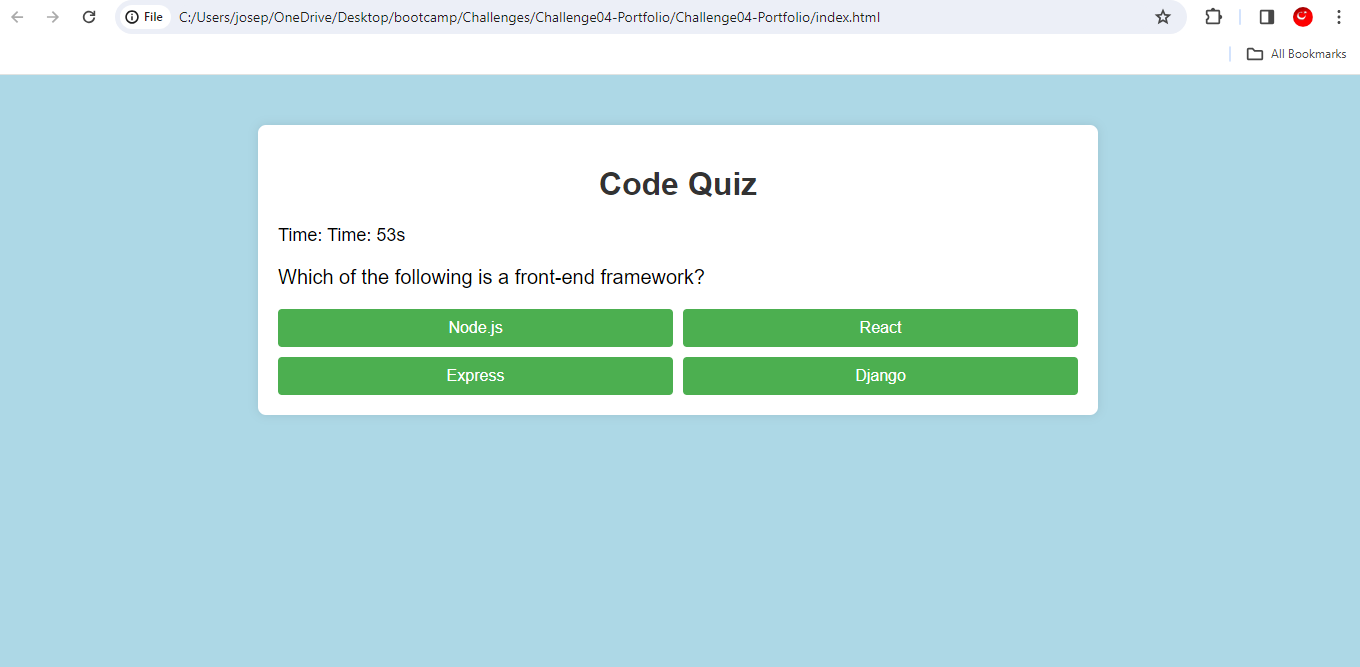 File C:/Users/josep/OneDrive/Desktop/bootcamp/Challenges/Challenge04-Portfolio/Challenge04-Portfolio/index.html
All Bookmarks
Code Quiz
Time: Time: 53s
Which of the following is a front-end framework?
Node.js React
Express Django